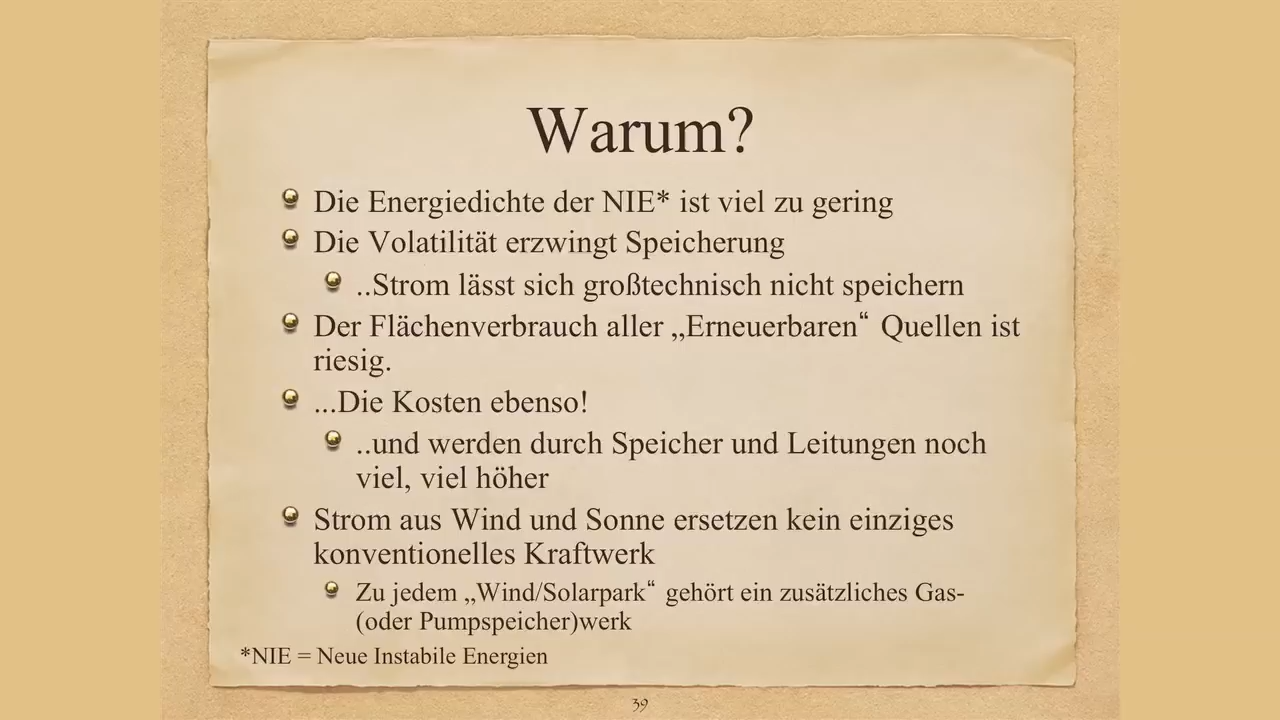 Warum?
Die Energiedichte der NIE* ist viel zu gering
Die Volatilität erzwingt Speicherung
..Strom lässt sich großtechnisch nicht speichern
Der Flächenverbrauch aller „Erneuerbaren“ Quellen ist
riesig.
...Die Kosten ebenso!
..und werden durch Speicher und Leitungen noch
viel, viel höher
Strom aus Wind und Sonne ersetzen kein einziges
konventionelles Kraftwerk
Zu jedem „Wind/Solarpark“ gehört ein zusätzliches Gas-
(oder Pumpspeicher)werk
*NIE = Neue Instabile Energien
39